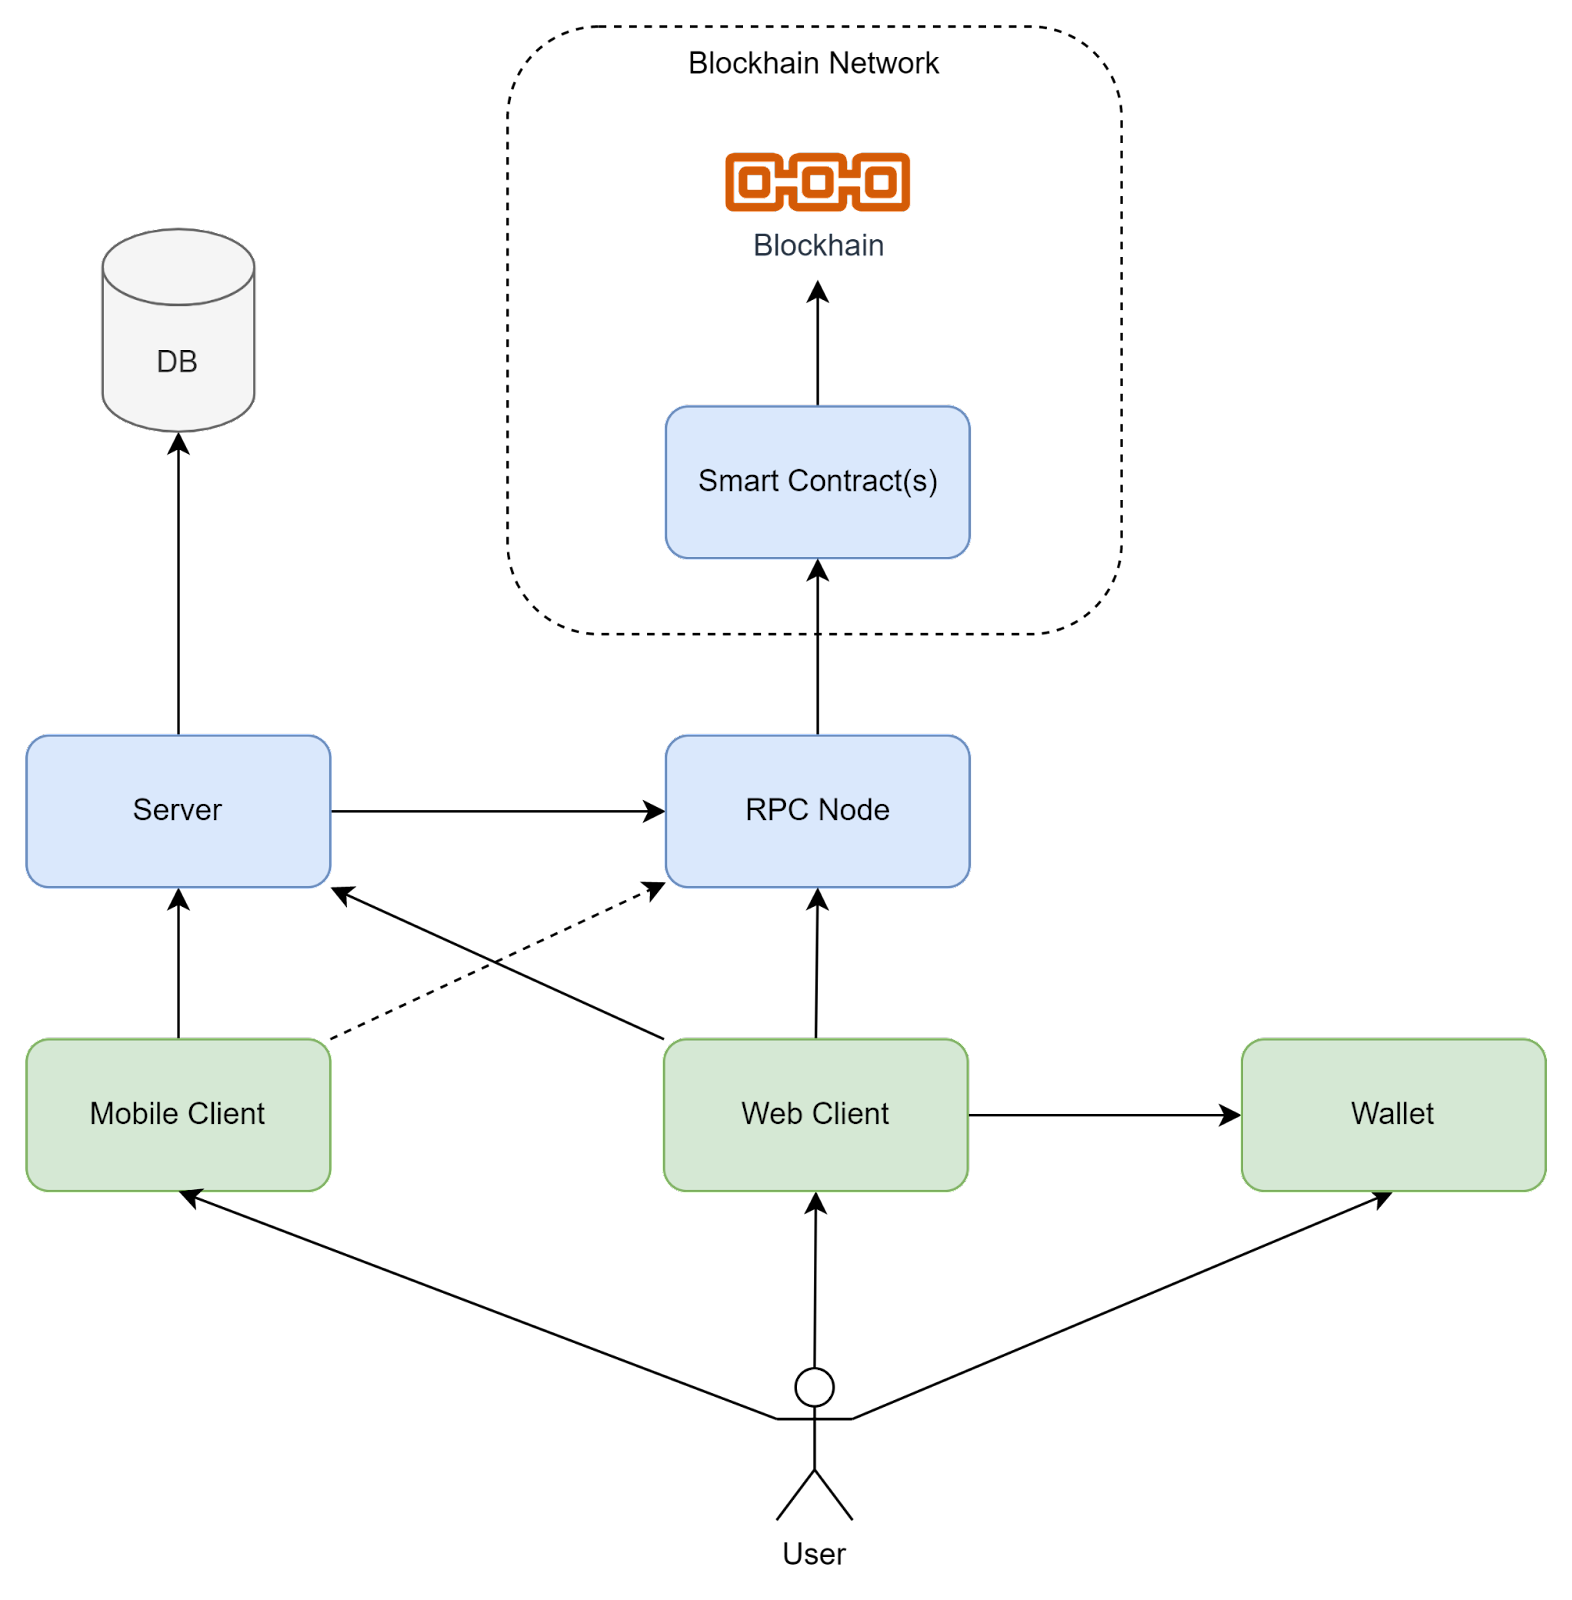 Blockhain Network
Blockhain
DB
Smart Contract(s)
Server
RPC Node
Mobile Client
Web Client
Wallet
User